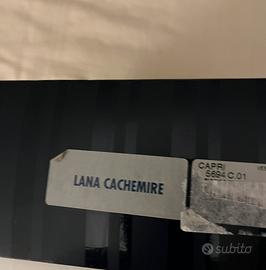 LANA CACHEMIRE
CAPRI
5694 C.01
subito